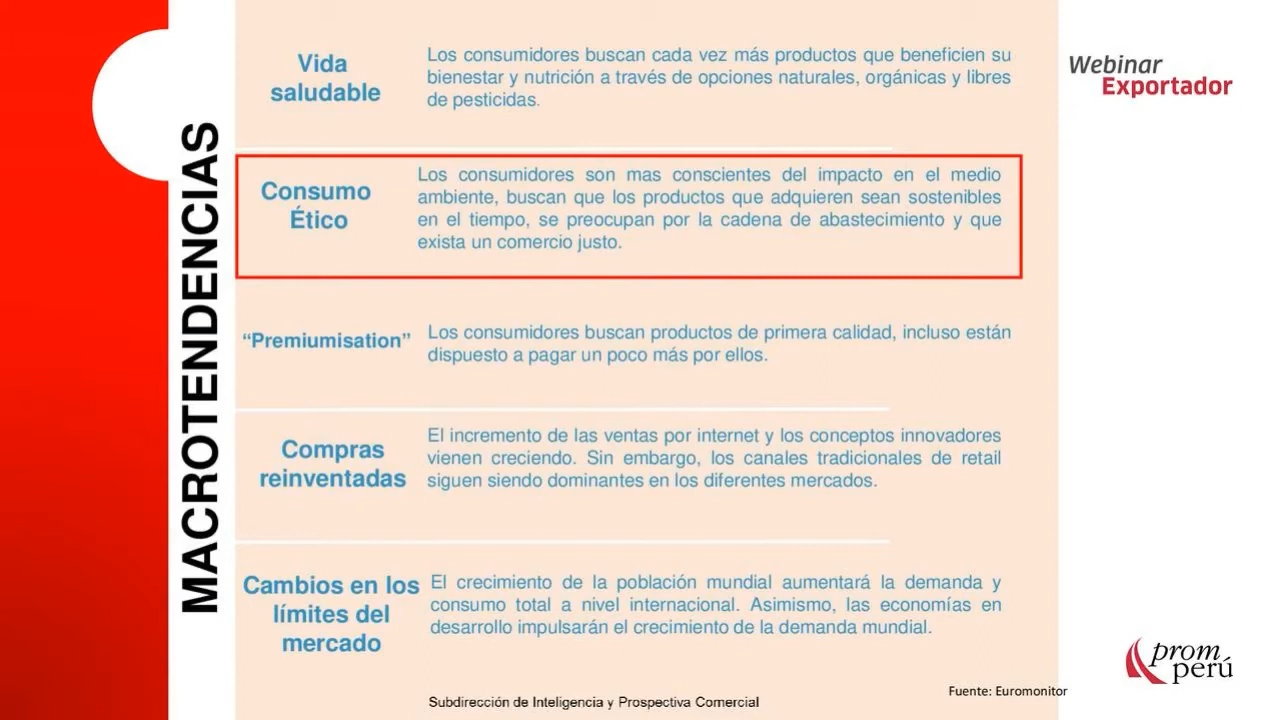 MACROTENDENCIAS
Webinar
Exportador
Vida
saludable
Los consumidores buscan cada vez más productos que beneficien su
bienestar y nutrición a través de opciones naturales, orgánicas y libres
de pesticidas.
Consumo
Ético
Los consumidores son mas conscientes del impacto en el medio
ambiente, buscan que los productos que adquieren sean sostenibles
en el tiempo, se preocupan por la cadena de abastecimiento y que
exista un comercio justo.
“Premiumisation”
Los consumidores buscan productos de primera calidad, incluso están
dispuesto a pagar un poco más por ellos.
Compras
reinventadas
El incremento de las ventas por internet y los conceptos innovadores
vienen creciendo. Sin embargo, los canales tradicionales de retail
siguen siendo dominantes en los diferentes mercados.
Cambios en los
límites del
mercado
El crecimiento de la población mundial aumentará la demanda y
consumo total a nivel internacional. Asimismo, las economías en
desarrollo impulsarán el crecimiento de la demanda mundial.
prom
perú
Fuente: Euromonitor
Subdirección de Inteligencia y Prospectiva Comercial